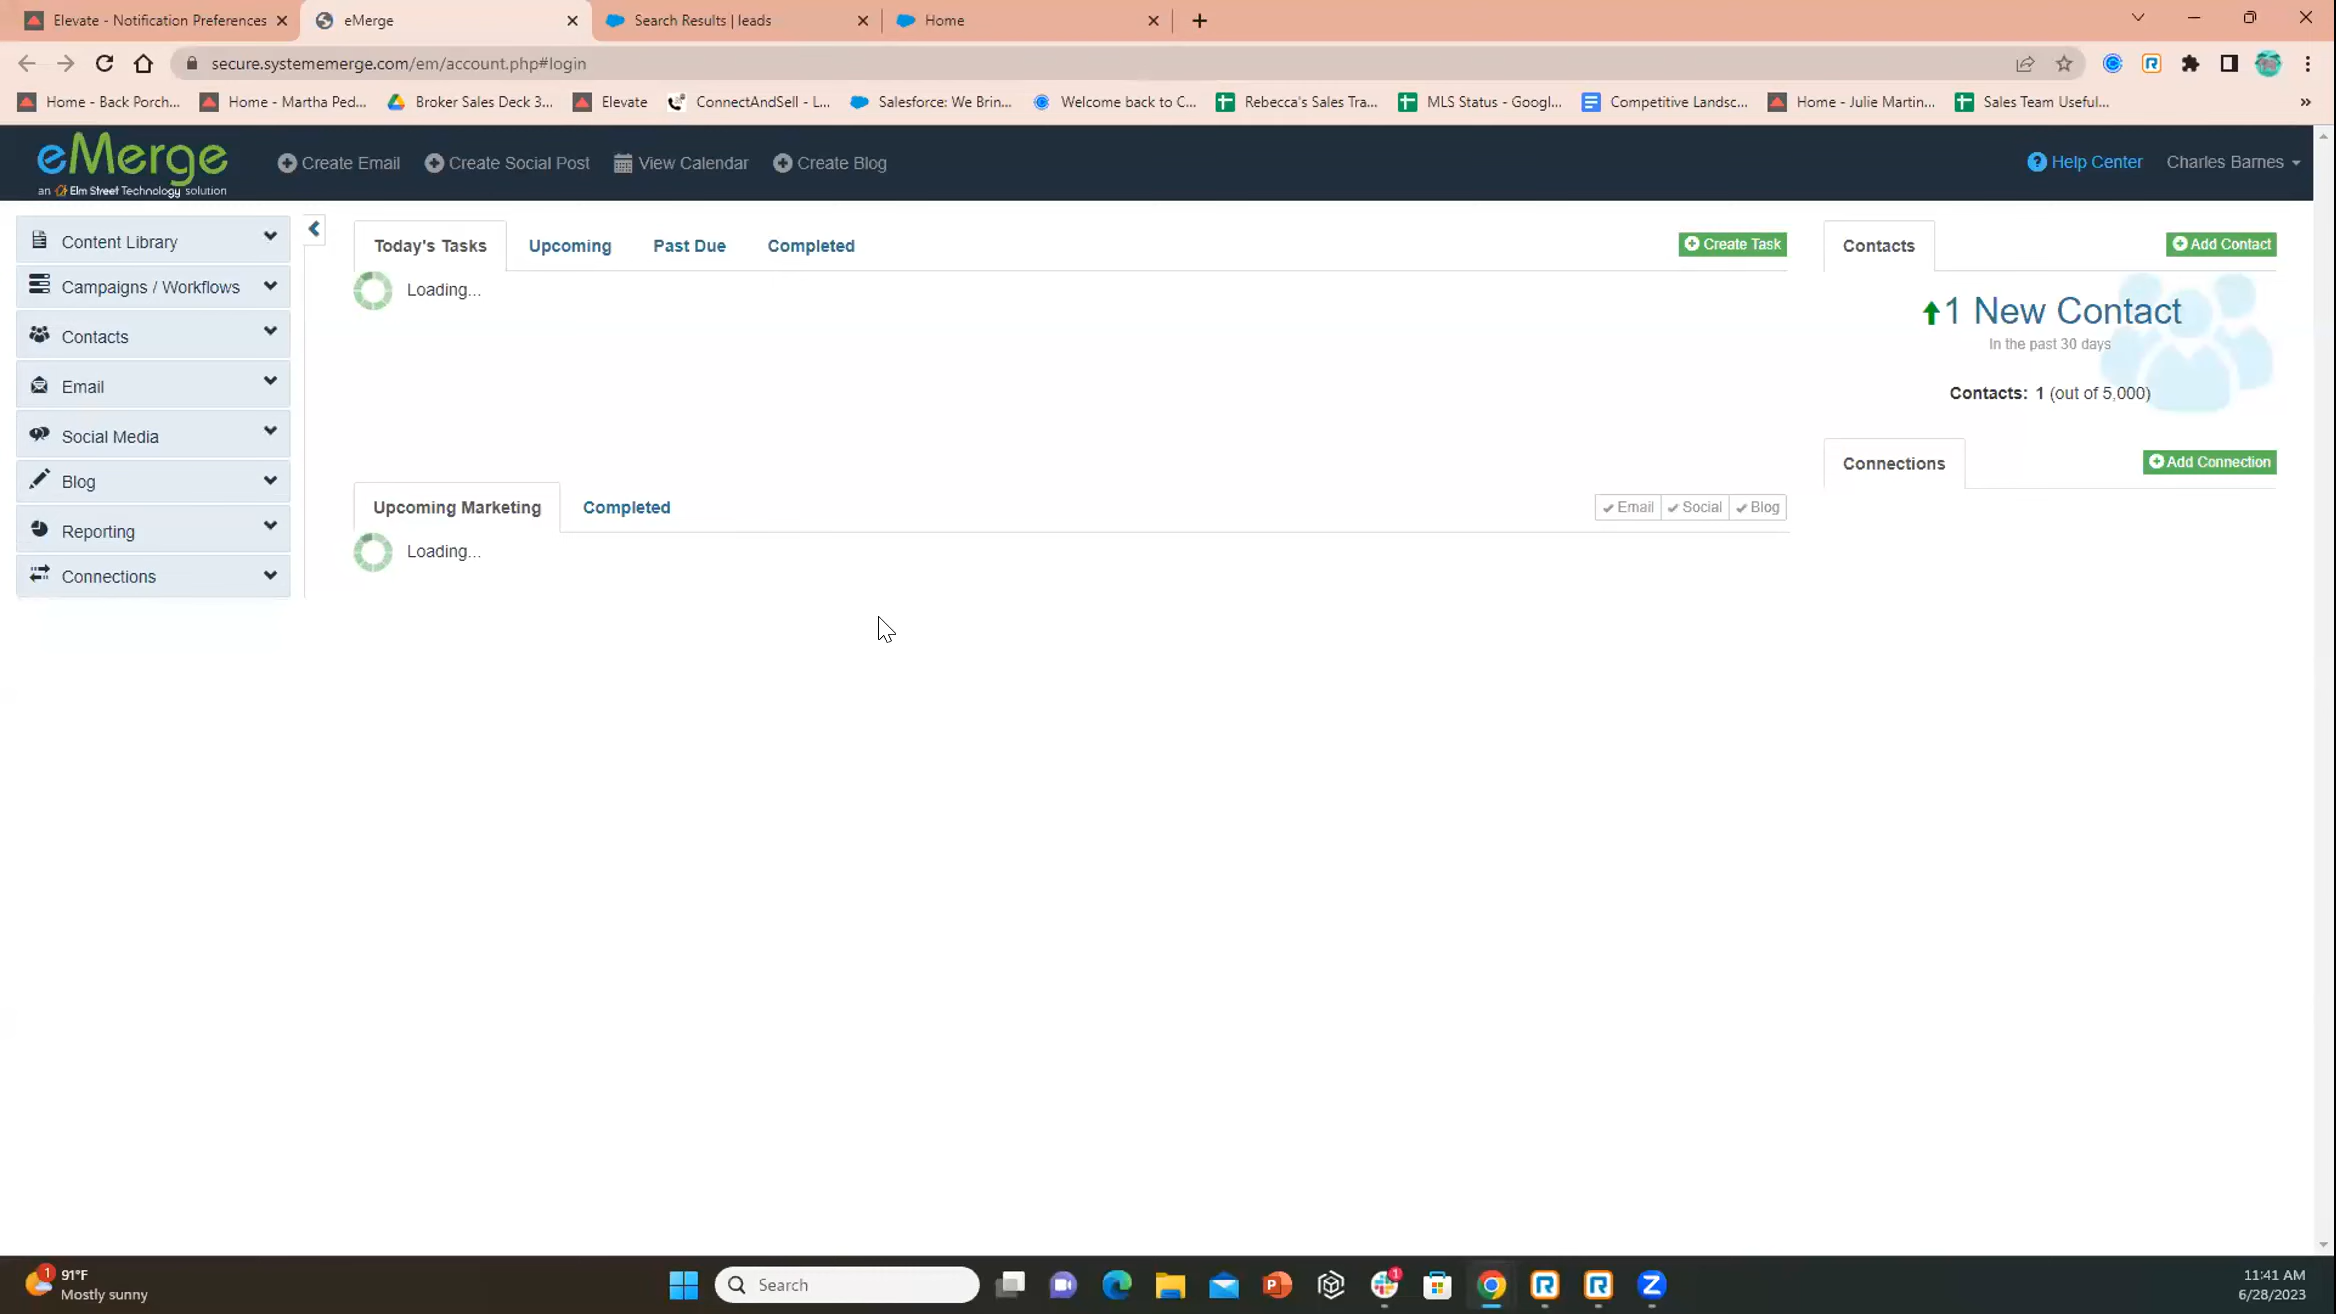 Elevate - Notification Preferences
eMerge
Search Results | leads
Home
secure.systememerge.com/em/account.php#login
Home - Back Porch...
Home - Martha Ped...
Broker Sales Deck 3...
Elevate
ConnectAndSell - L...
Salesforce: We Brin...
Welcome back to C...
Rebecca's Sales Tra...
MLS Status - Googl...
Competitive Landsc...
Home - Julie Martin...
Sales Team Useful...
eMerge
an Elm Street Technology solution
Create Email
Create Social Post
View Calendar
Create Blog
Help Center
Charles Barnes
Content Library
Campaigns / Workflows
Contacts
Email
Social Media
Blog
Reporting
Connections
Today's Tasks
Upcoming
Past Due
Completed
Create Task
Loading...
Upcoming Marketing
Completed
Email
Social
Blog
Loading...
Contacts
Add Contact
1 New Contact
In the past 30 days
Contacts: 1 (out of 5,000)
Connections
Add Connection
1
91°F
Mostly sunny
Search
1
11:41 AM
6/28/2023